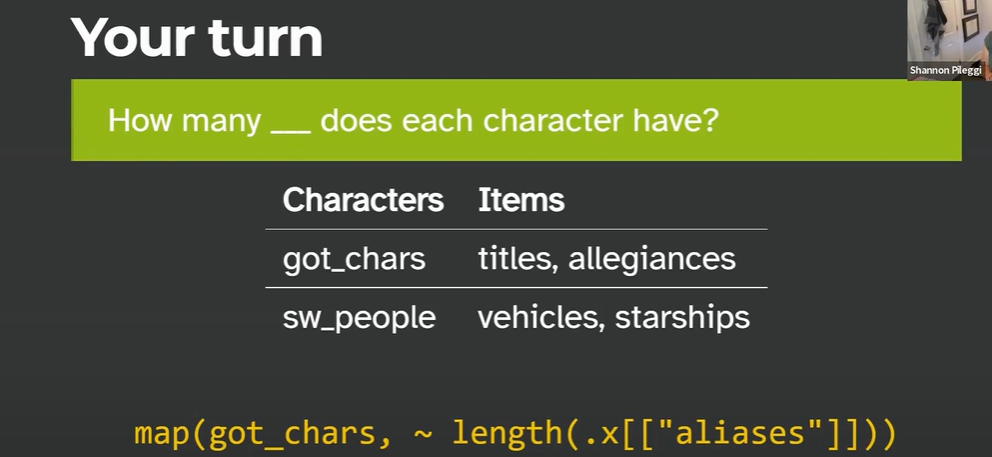 Your turn
Shannon Pileggi
How many ___ does each character have?
Characters Items
got_chars titles, allegiances
sw_people vehicles, starships
map(got_chars, ~ length(.x[["aliases"]]))